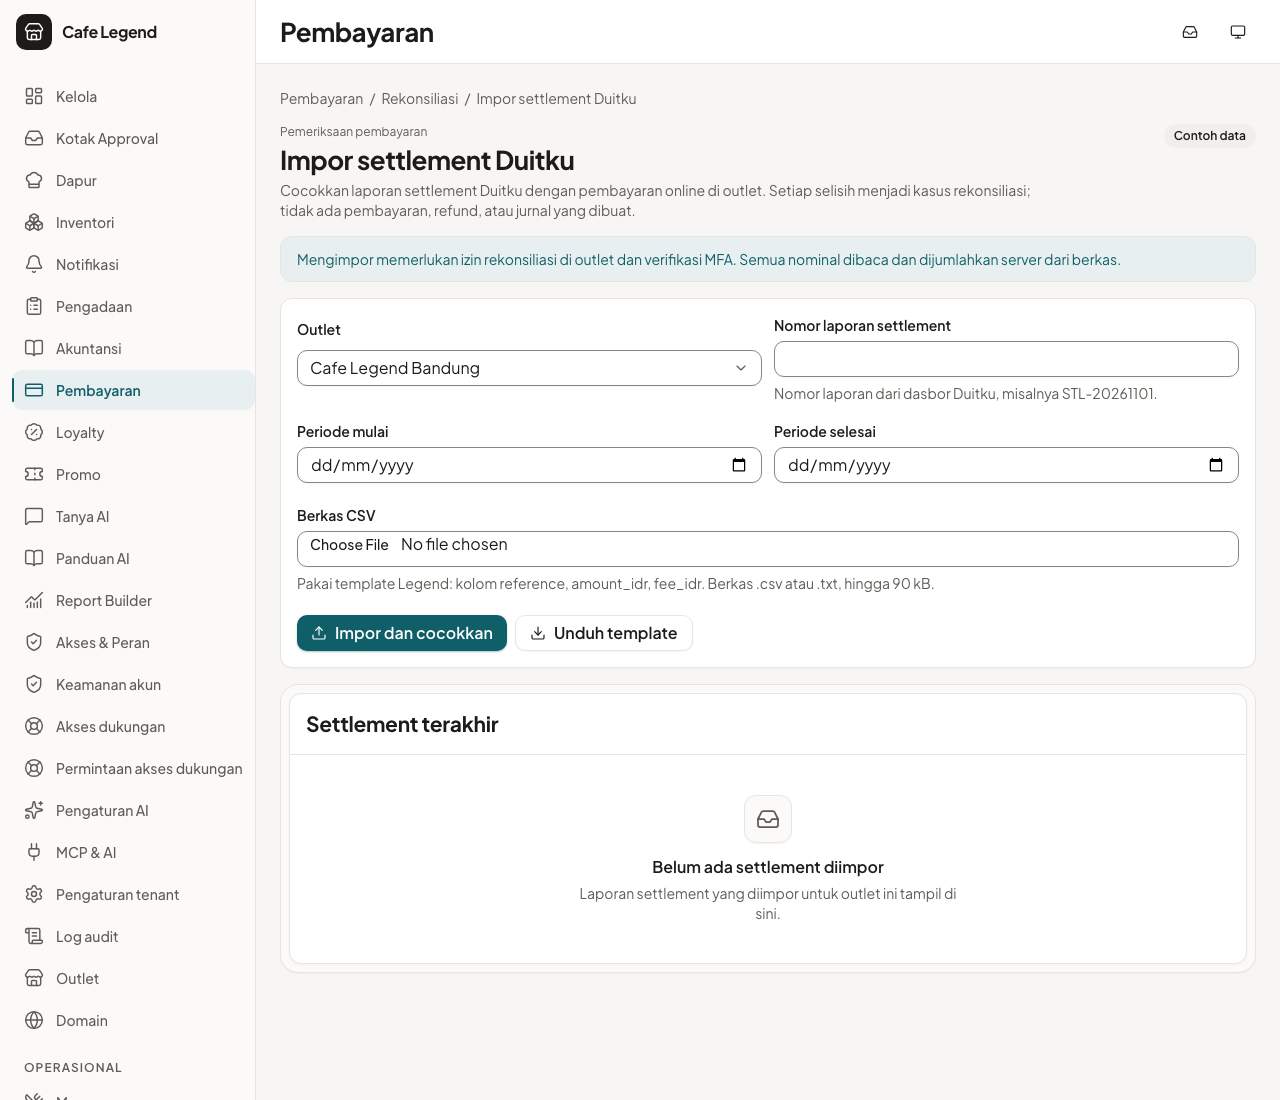 Cafe Legend
Kelola
Kotak Approval
Dapur
Inventori
Notifikasi
Pengadaan
Akuntansi
Pembayaran
Loyalty
Promo
Tanya AI
Panduan AI
Report Builder
Akses & Peran
Keamanan akun
Akses dukungan
Permintaan akses dukungan
Pengaturan AI
MCP & AI
Pengaturan tenant
Log audit
Outlet
Domain
OPERASIONAL
Pembayaran
Pembayaran / Rekonsiliasi / Impor settlement Duitku
Pemeriksaan pembayaran
Impor settlement Duitku
Contoh data
Cocokkan laporan settlement Duitku dengan pembayaran online di outlet. Setiap selisih menjadi kasus rekonsiliasi;
tidak ada pembayaran, refund, atau jurnal yang dibuat.
Mengimpor memerlukan izin rekonsiliasi di outlet dan verifikasi MFA. Semua nominal dibaca dan dijumlahkan server dari berkas.
Outlet
Cafe Legend Bandung
Nomor laporan settlement
Nomor laporan dari dasbor Duitku, misalnya STL-20261101.
Periode mulai
dd/mm/yyyy
Periode selesai
dd/mm/yyyy
Berkas CSV
Choose File No file chosen
Pakai template Legend: kolom reference, amount_idr, fee_idr. Berkas .csv atau .txt, hingga 90 kB.
Impor dan cocokkan
Unduh template
Settlement terakhir
Belum ada settlement diimpor
Laporan settlement yang diimpor untuk outlet ini tampil di
sini.